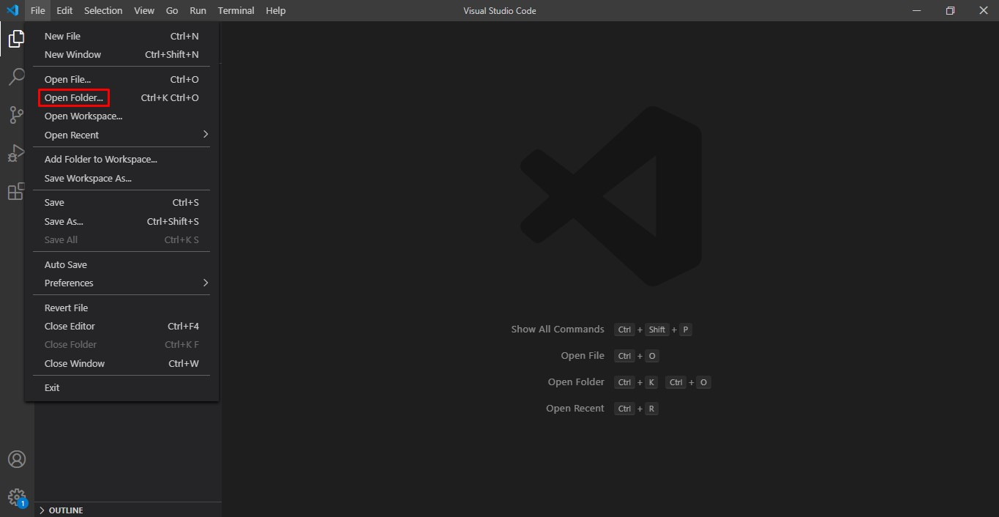 File Edit Selection View Go Run Terminal Help Visual Studio Code
New File Ctrl+N
New Window Ctrl+Shift+N
Open File... Ctrl+O
Open Folder... Ctrl+K Ctrl+O
Open Workspace...
Open Recent
Add Folder to Workspace...
Save Workspace As...
Save Ctrl+S
Save As... Ctrl+Shift+S
Save All Ctrl+K S
Auto Save
Preferences
Revert File
Close Editor Ctrl+F4
Close Folder Ctrl+K F
Close Window Ctrl+W
Exit
Show All Commands Ctrl + Shift + P
Open File Ctrl + O
Open Folder Ctrl + K Ctrl + O
Open Recent Ctrl + R
1
OUTLINE